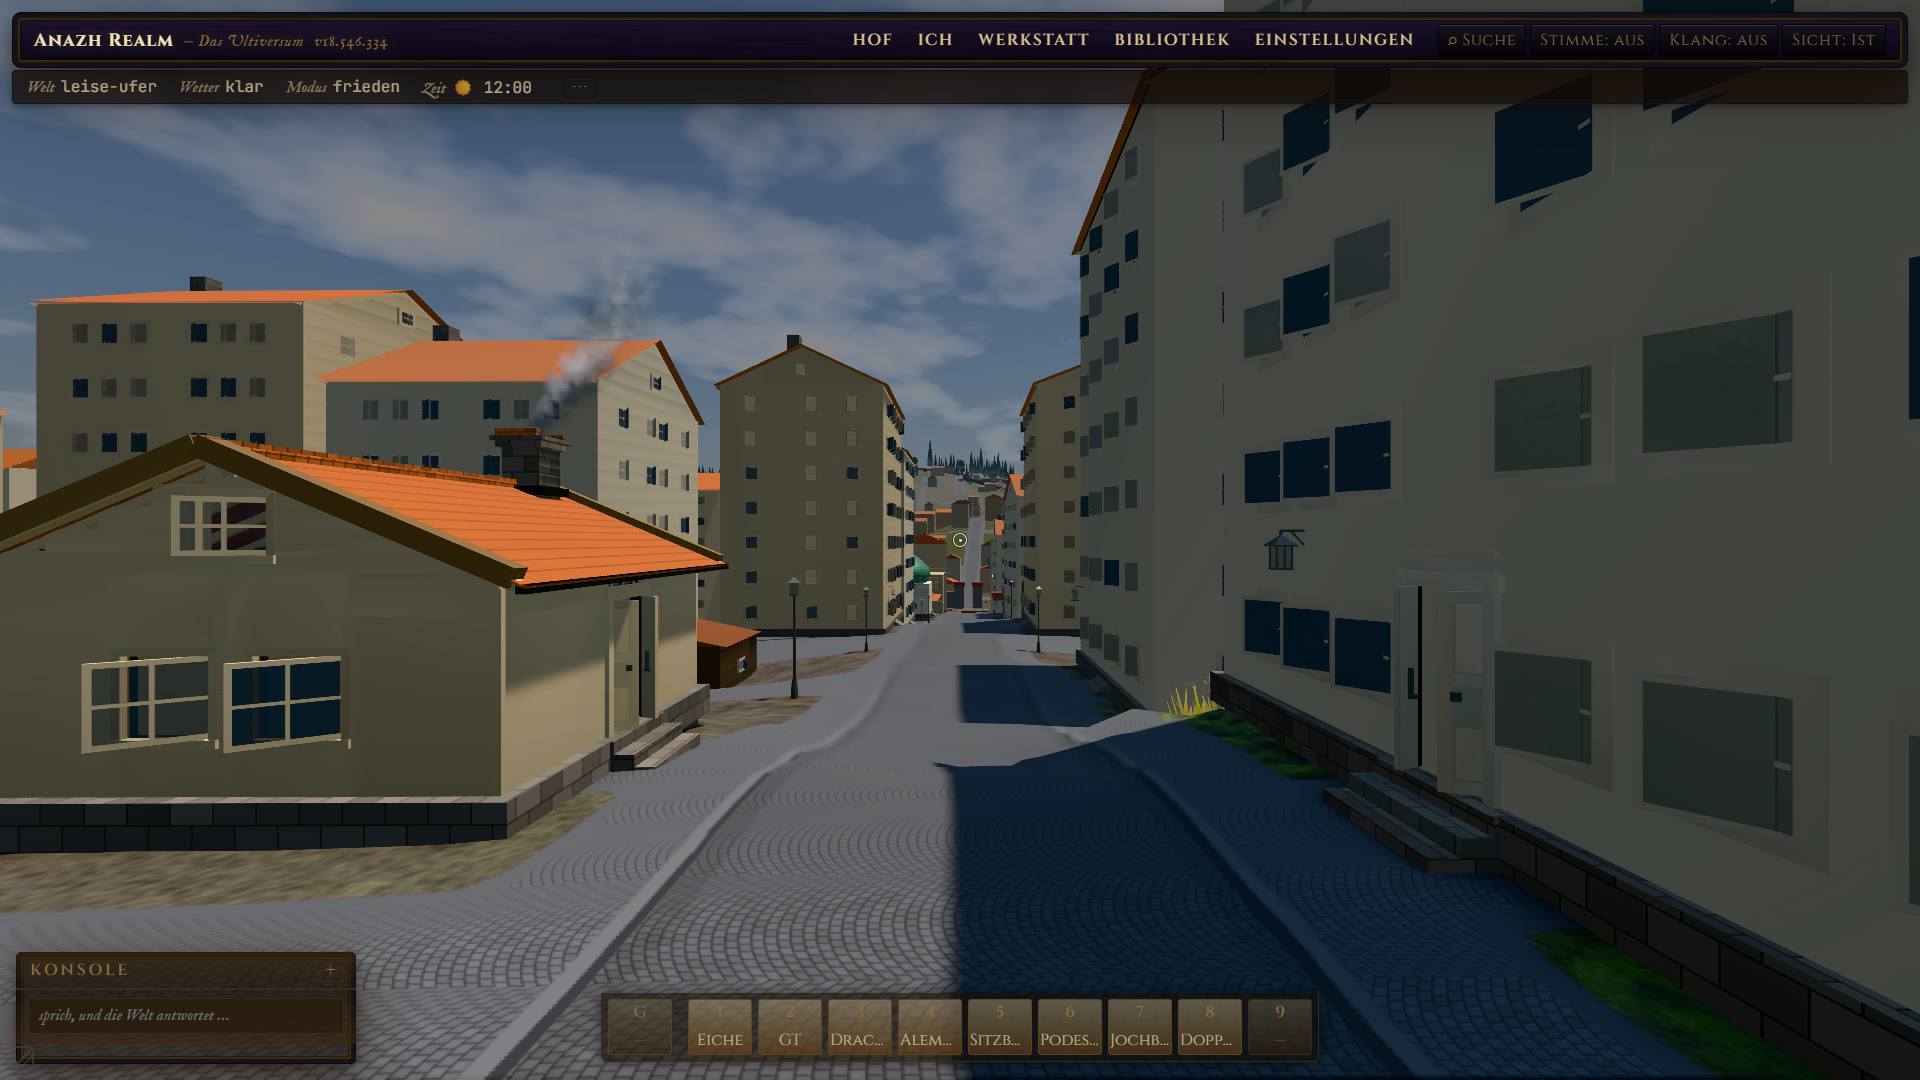 Anazh Realm – Das Ultiversum v18.546.334
HOF ICH WERKSTATT BIBLIOTHEK EINSTELLUNGEN SUCHE STIMME: AUS KLANG: AUS SICHT: IST
Welt leise-ufer Wetter klar Modus frieden Zeit 12:00 ...
KONSOLE +
sprich, und die Welt antwortet ...
G 1 2 3 4 5 6 7 8 9
— EICHE GT DRAC... ALEM... SITZB... PODES... JOCHB... DOPP... —